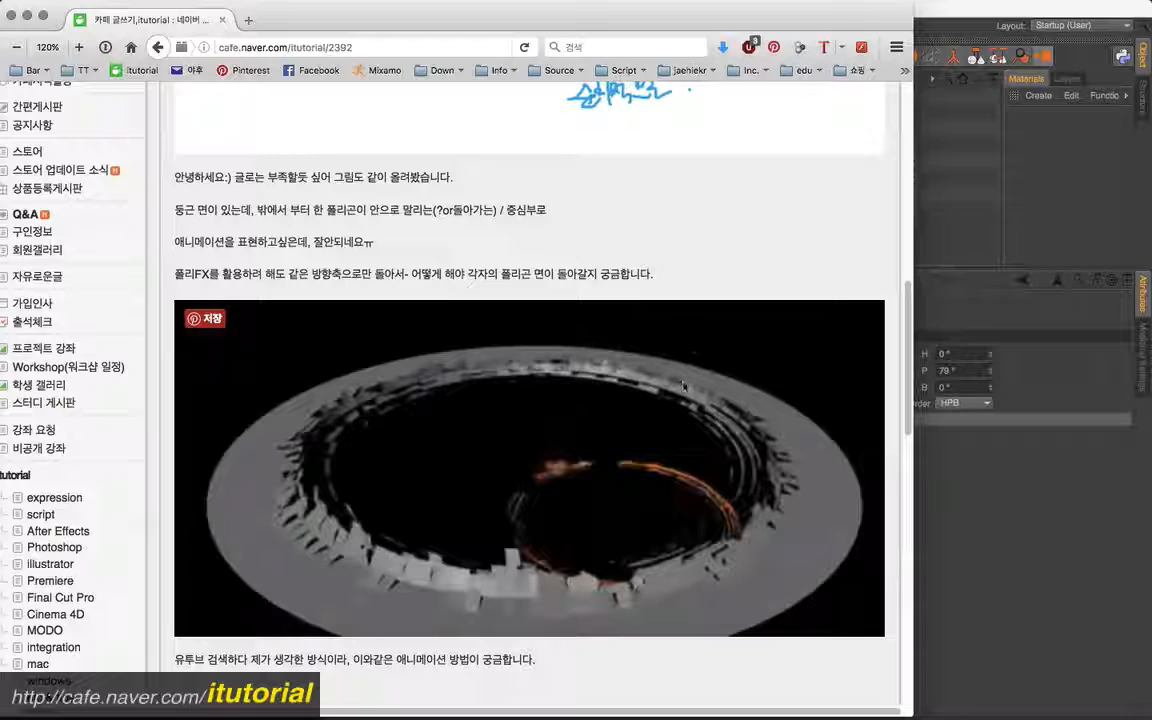 카페 글쓰기,itutorial : 네이버 ...
Layout: Startup (User)
120%
cafe.naver.com/itutorial/2392
검색
Bar
TT
itutorial
야후
Pinterest
Facebook
Mixamo
Down
Info
Source
Script
jaehiekr
Inc.
edu
쇼핑
Materials
Layers
Create Edit Functio
Object
Structure
간편게시판
공지사항
스토어
스토어 업데이트 소식
상품등록게시판
Q&A
구인정보
회원갤러리
자유로운글
가입인사
출석체크
프로젝트 강좌
Workshop(워크샵 일정)
학생 갤러리
스터디 게시판
강좌 요청
비공개 강좌
tutorial
expression
script
After Effects
Photoshop
illustrator
Premiere
Final Cut Pro
Cinema 4D
MODO
integration
mac
windows
안녕하세요:) 글로는 부족할듯 싶어 그림도 같이 올려봤습니다.
둥근 면이 있는데, 밖에서 부터 한 폴리곤이 안으로 말리는(?or돌아가는) / 중심부로
애니메이션을 표현하고싶은데, 잘안되네요ㅠ
폴리FX를 활용하려 해도 같은 방향축으로만 돌아서- 어떻게 해야 각자의 폴리곤 면이 돌아갈지 궁금합니다.
저장
유투브 검색하다 제가 생각한 방식이라, 이와같은 애니메이션 방법이 궁금합니다.
Attributes
H 0 °
P 79 °
B 0 °
der HPB
http://cafe.naver.com/itutorial